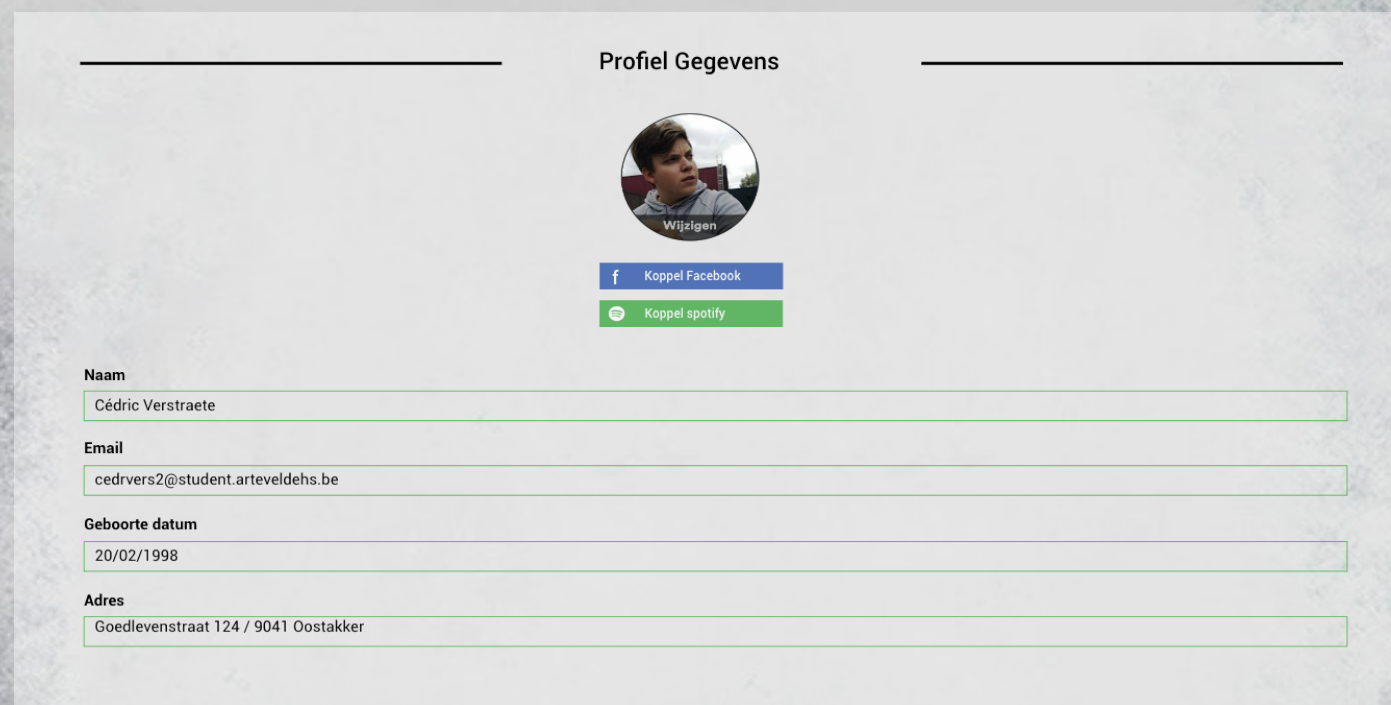 Profiel Gegevens
Wijzigen
Koppel Facebook
Koppel spotify
Naam
Cédric Verstraete
Email
cedrvers2@student.arteveldehs.be
Geboorte datum
20/02/1998
Adres
Goedlevenstraat 124 / 9041 Oostakker